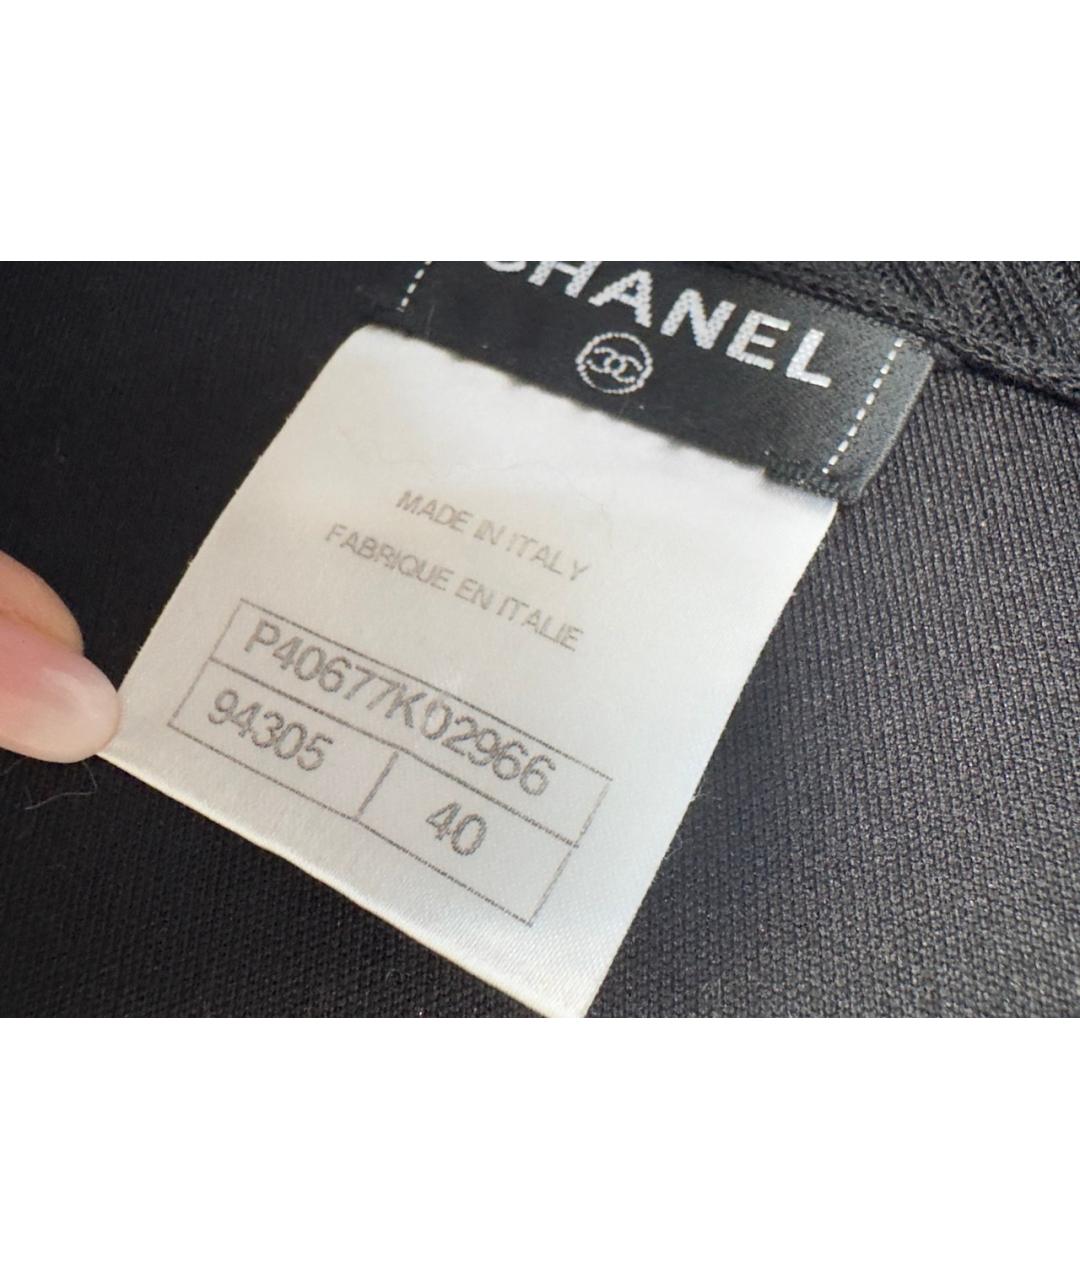 CHANEL
MADE IN ITALY
FABRIQUE EN ITALIE
P40677K02966
94305 40